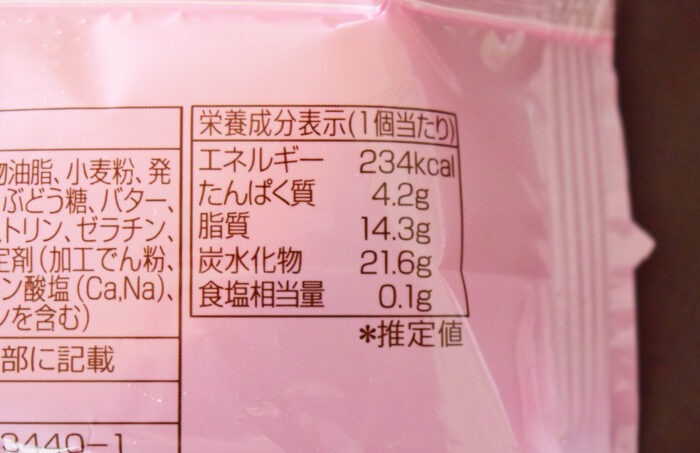 物油脂、小麦粉、発
ぶどう糖、バター、
ストリン、ゼラチン、
定剤(加工でん粉、
ン酸塩(Ca,Na)、
ンを含む)
部に記載
3440-1
栄養成分表示(1個当たり)
エネルギー 234kcal
たんぱく質 4.2g
脂質 14.3g
炭水化物 21.6g
食塩相当量 0.1g
*推定値